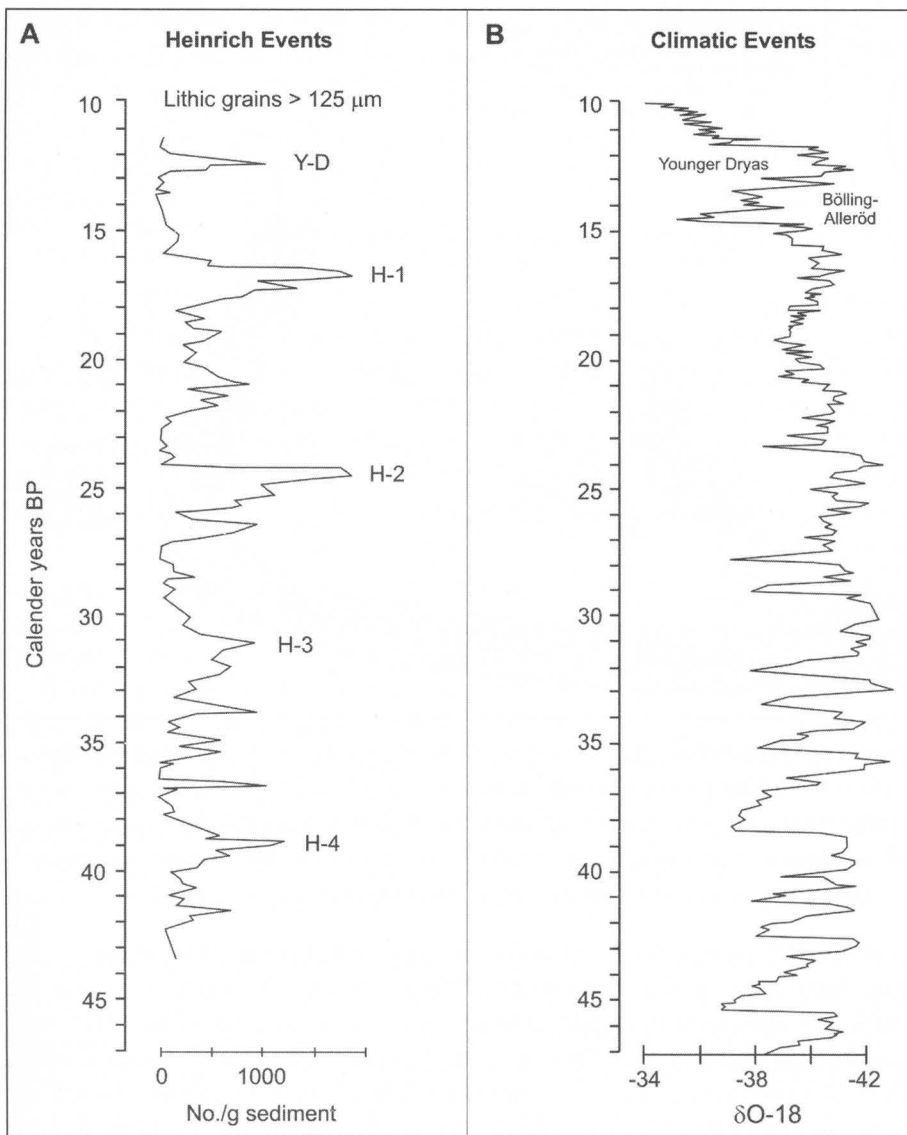 A
Heinrich Events
Lithic grains > 125 μm
Calender years BP
10
15
20
25
30
35
40
45
Y-D
H-1
H-2
H-3
H-4
0
1000
No./g sediment
B
Climatic Events
10
15
20
25
30
35
40
45
Younger Dryas
Bölling-
Alleröd
-34
-38
-42
δO-18